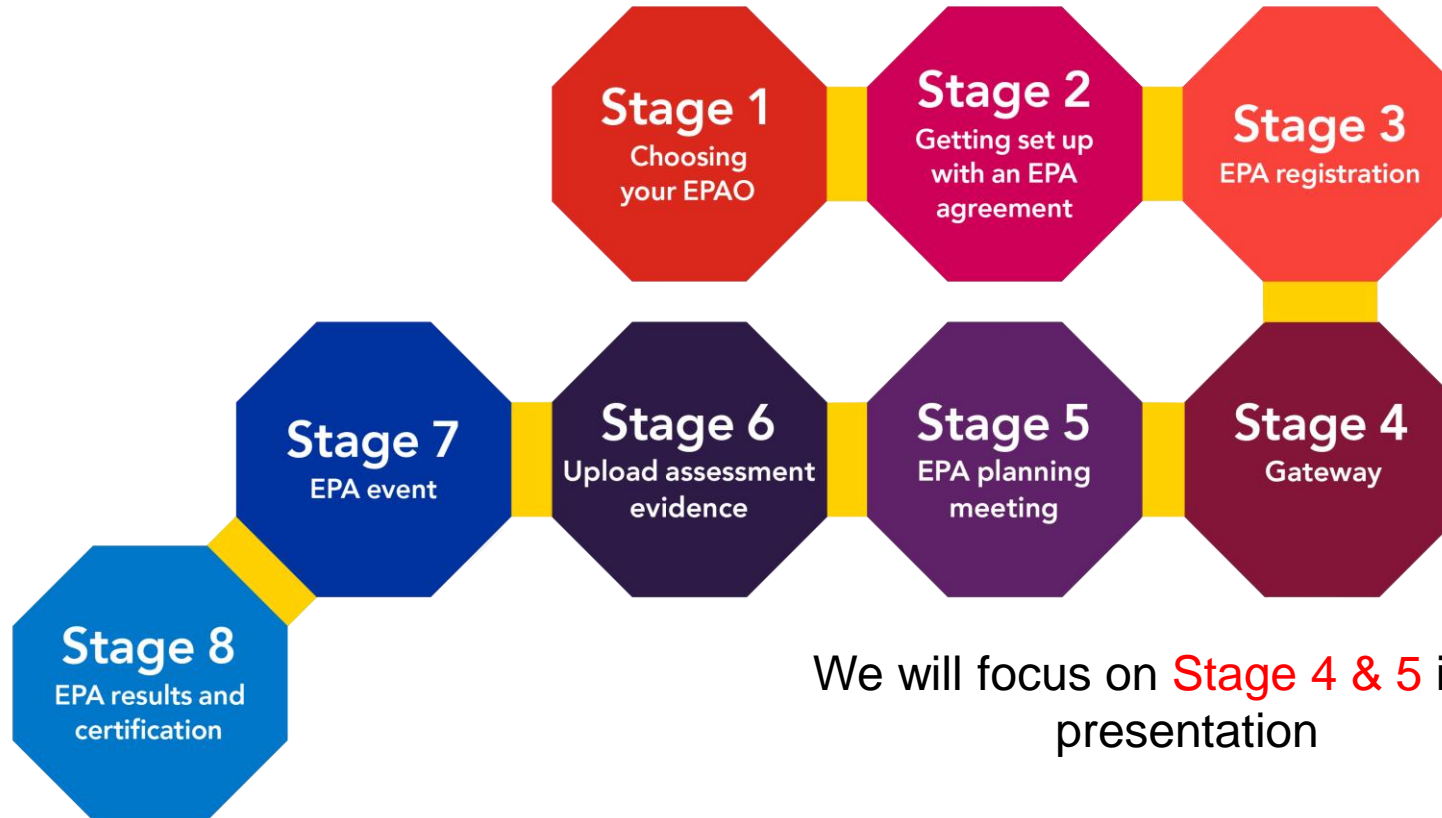 Stage 1
Choosing
your EPAO
Stage 2
Getting set up
with an EPA
agreement
Stage 3
EPA registration
Stage 4
Gateway
Stage 5
EPA planning
meeting
Stage 6
Upload assessment
evidence
Stage 7
EPA event
Stage 8
EPA results and
certification
We will focus on Stage 4 & 5
presentation